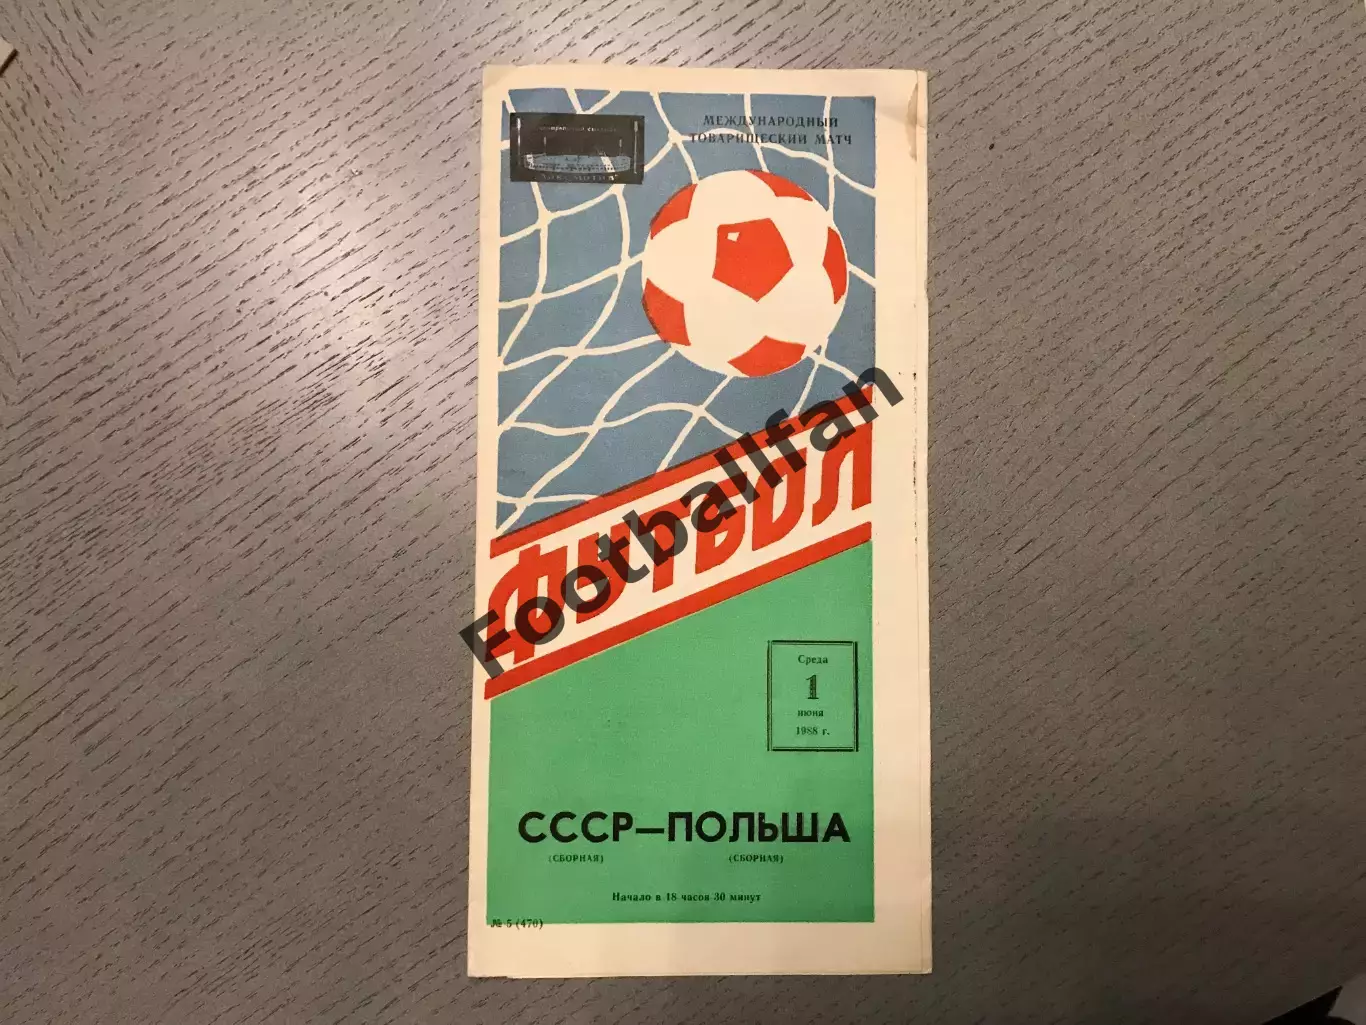 МЕЖДУНАРОДНЫЙ
ТОВАРИЩЕСКИЙ МАТЧ
ФУТБОЛ
Footballfan
Среда
1
июня
1988 г.
СССР—ПОЛЬША
(СБОРНАЯ) (СБОРНАЯ)
Начало в 18 часов 30 минут
№ 5 (470)